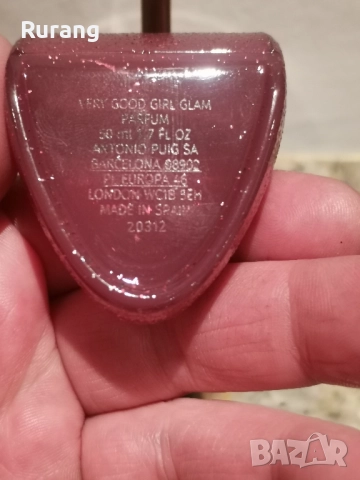 Rurang
VERY GOOD GIRL GLAM
PARFUM
50 ml 1.7 FL OZ
ANTONIO PUIG SA
BARCELONA 08902
PL EUROPA 46
LONDON WC1B 5EH
MADE IN SPAIN
20312
BAZAR